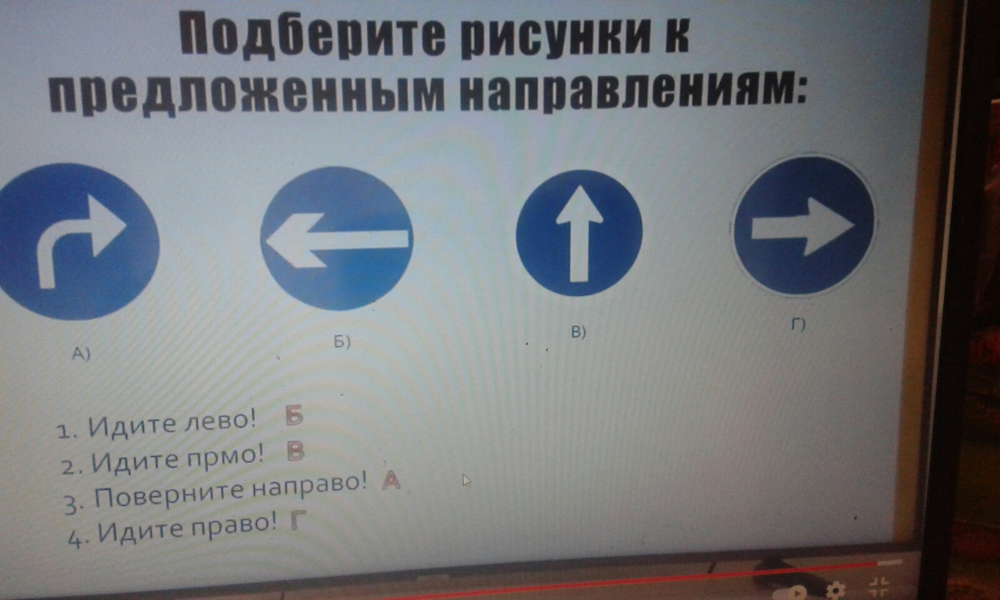 Подберите рисунки к
предложенным направлениям:
А)
Б)
В)
Г)
1. Идите лево! Б
2. Идите прмо! В
3. Поверните направо! А
4. Идите право! Г